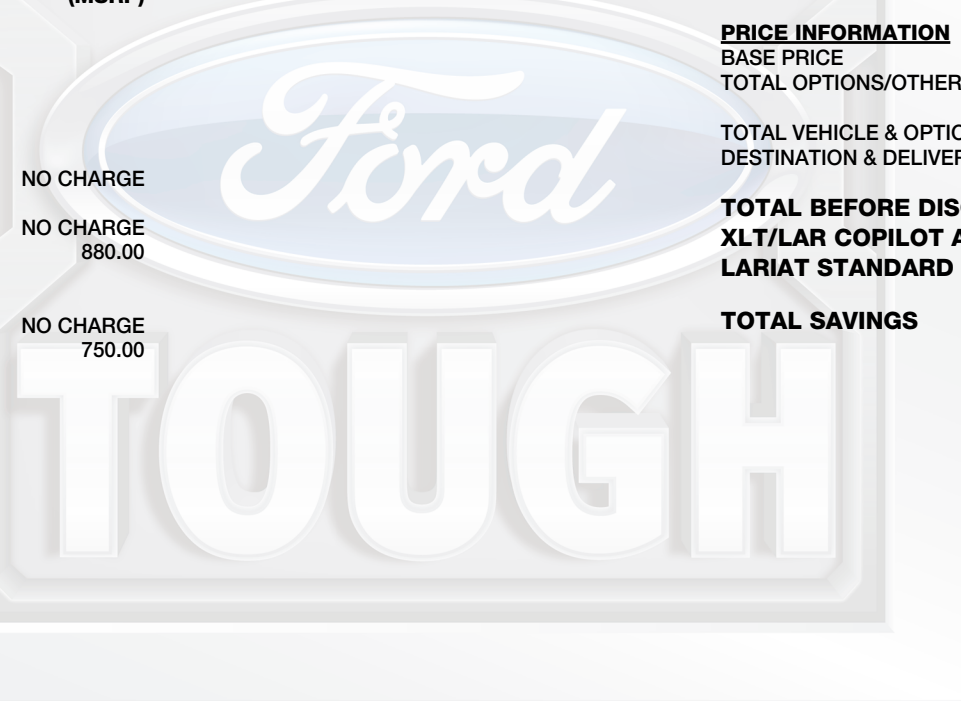 (MSRP)
NO CHARGE
NO CHARGE
880.00
NO CHARGE
750.00
PRICE INFORMATION
BASE PRICE
TOTAL OPTIONS/OTHER
TOTAL VEHICLE & OPTIO
DESTINATION & DELIVER
TOTAL BEFORE DISC
XLT/LAR COPILOT A
LARIAT STANDARD
TOTAL SAVINGS
Ford
TOUGH